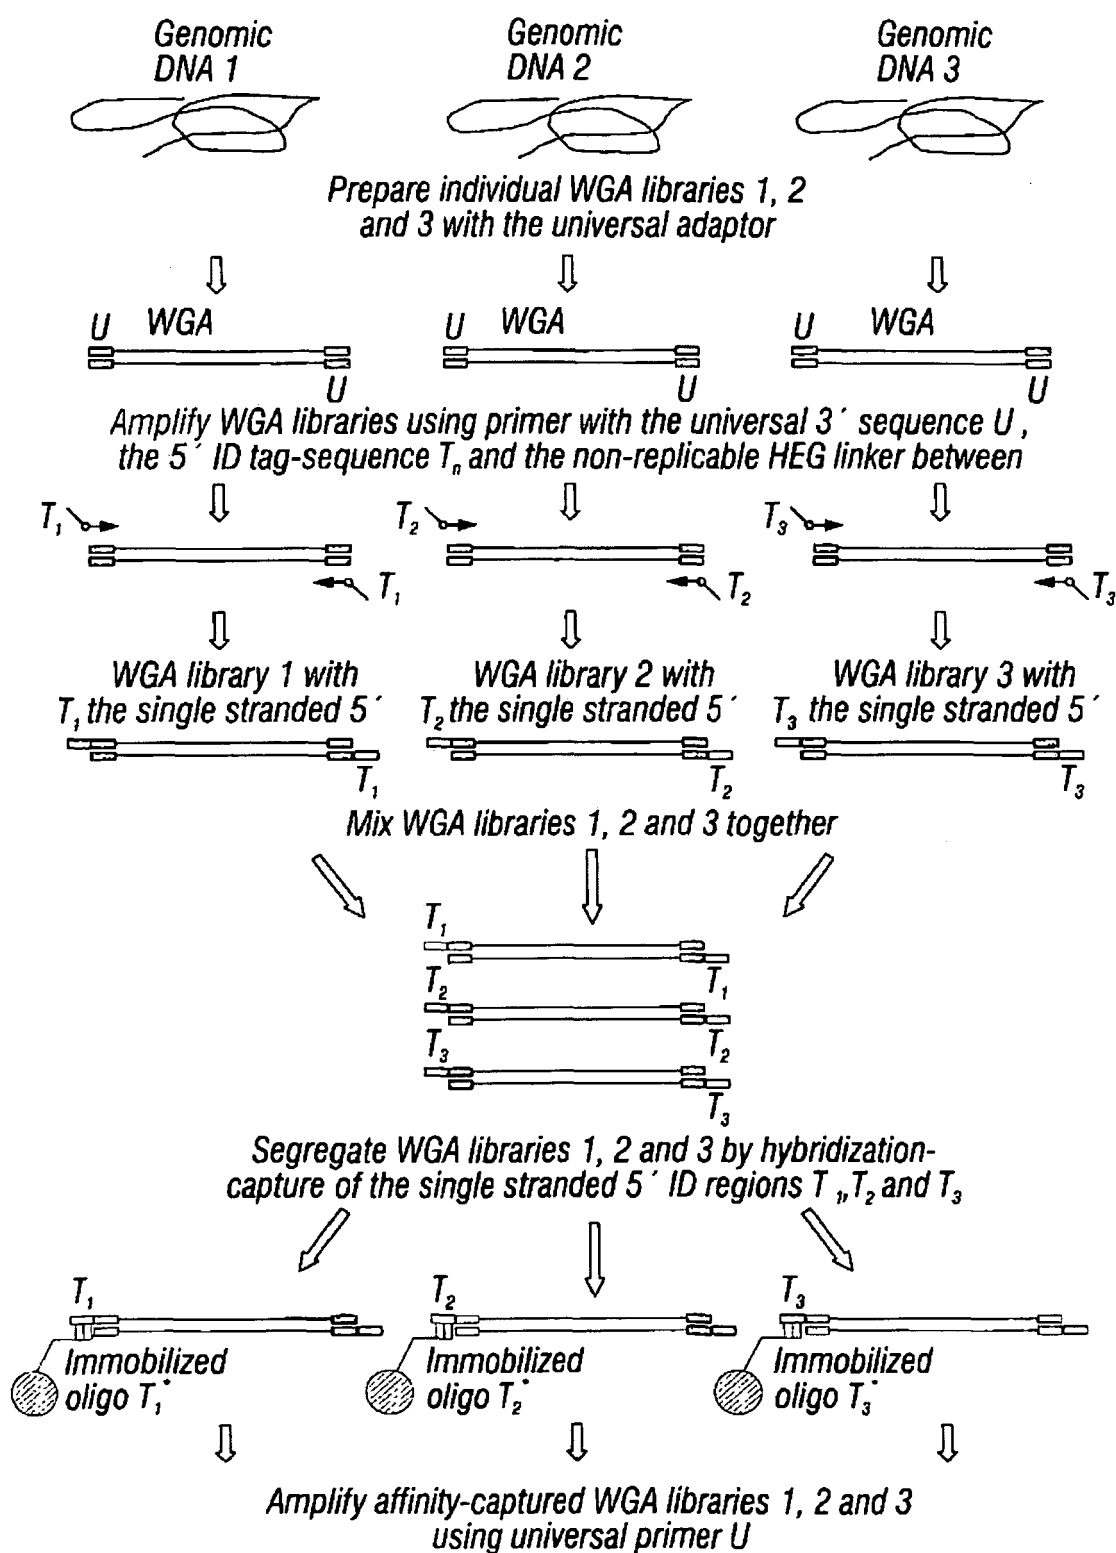 Genomic DNA 1
Genomic DNA 2
Genomic DNA 3
Prepare individual WGA libraries 1, 2
and 3 with the universal adaptor
U WGA
U WGA
U WGA
U
U
U
Amplify WGA libraries using primer with the universal 3´ sequence U ,
the 5´ ID tag-sequence Tn and the non-replicable HEG linker between
T1
T2
T3
T1
T2
T3
WGA library 1 with
T1 the single stranded 5´
WGA library 2 with
T2 the single stranded 5´
WGA library 3 with
T3 the single stranded 5´
T1
T2
T3
Mix WGA libraries 1, 2 and 3 together
T1
T1
T2
T2
T3
T3
Segregate WGA libraries 1, 2 and 3 by hybridization-
capture of the single stranded 5´ ID regions T1, T2 and T3
T1
T2
T3
Immobilized
oligo T1*
Immobilized
oligo T2*
Immobilized
oligo T3*
Amplify affinity-captured WGA libraries 1, 2 and 3
using universal primer U